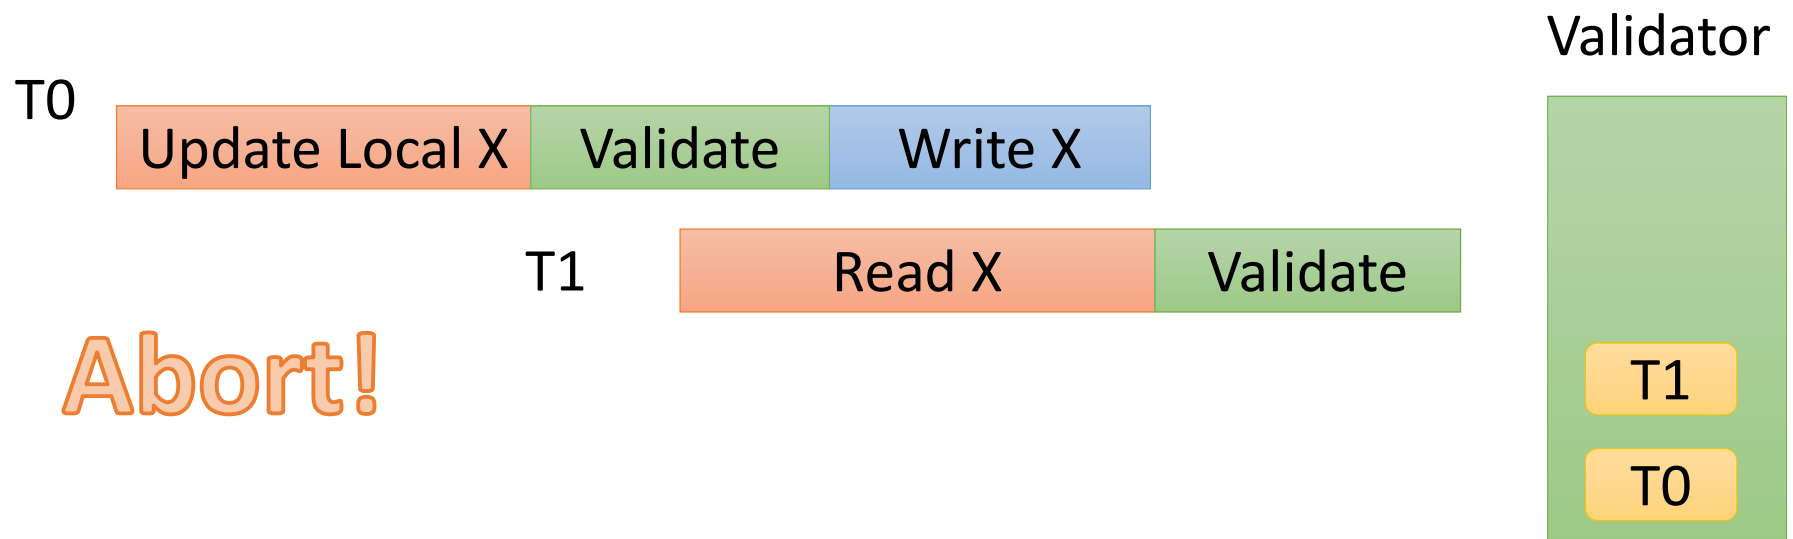 Validator
T0
Update Local X Validate Write X
T1
Read X Validate
Abort!
T1
T0